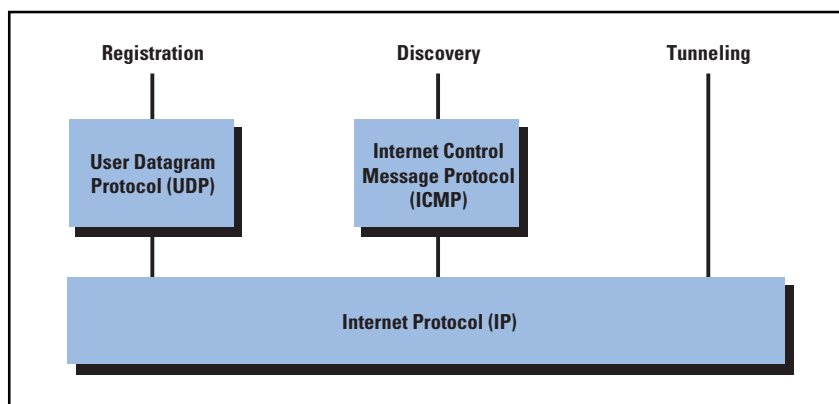 Registration
Discovery
Tunneling
User Datagram
Protocol (UDP)
Internet Control
Message Protocol
(ICMP)
Internet Protocol (IP)